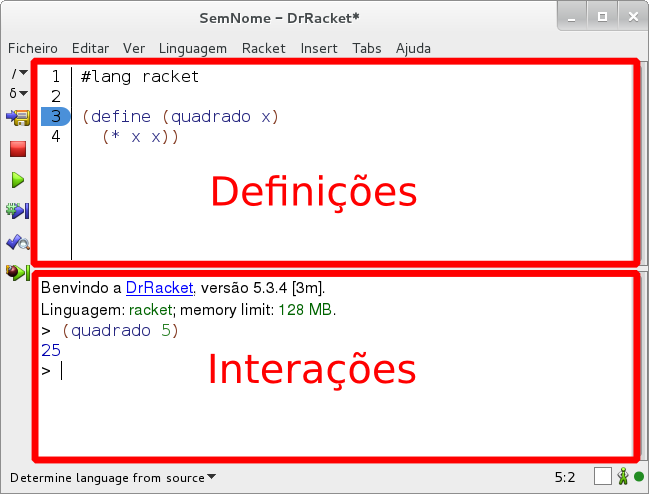 SemNome - DrRacket*
Ficheiro Editar Ver Linguagem Racket Insert Tabs Ajuda
/
δ
1 #lang racket
2
3 (define (quadrado x)
4 (* x x))
Definições
Benvindo a DrRacket, versão 5.3.4 [3m].
Linguagem: racket; memory limit: 128 MB.
> (quadrado 5)
25
>
Interações
Determine language from source 5:2